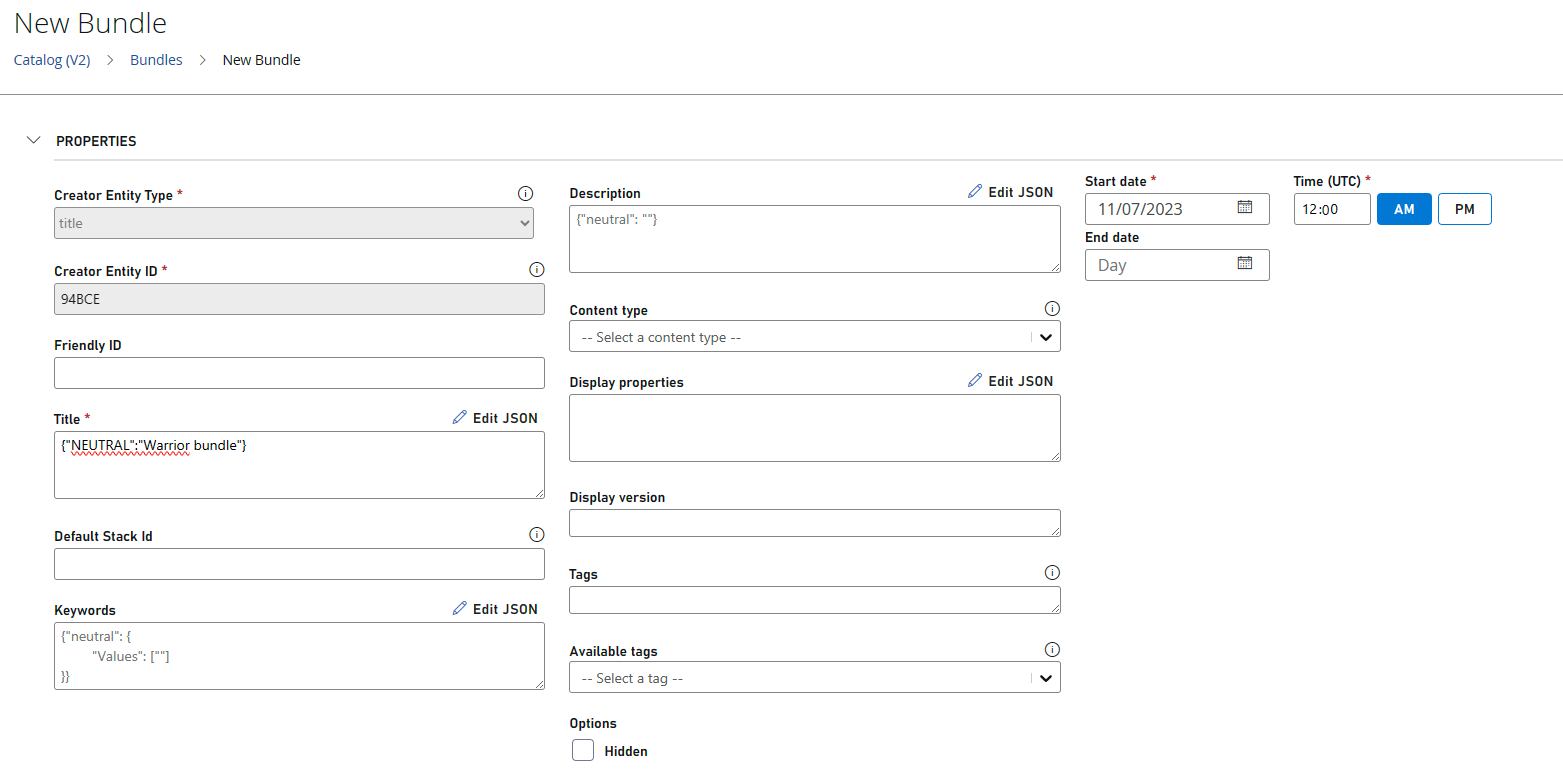 New Bundle
Catalog (V2) > Bundles > New Bundle
PROPERTIES
Creator Entity Type *
title
Creator Entity ID *
94BCE
Friendly ID
Title *
Edit JSON
{"NEUTRAL":"Warrior bundle"}
Default Stack Id
Keywords
Edit JSON
{"neutral": {
"Values": [""]
}}
Description
Edit JSON
{"neutral": ""}
Content type
-- Select a content type --
Display properties
Edit JSON
Display version
Tags
Available tags
-- Select a tag --
Options
Hidden
Start date *
11/07/2023
Time (UTC) *
12:00
AM
PM
End date
Day